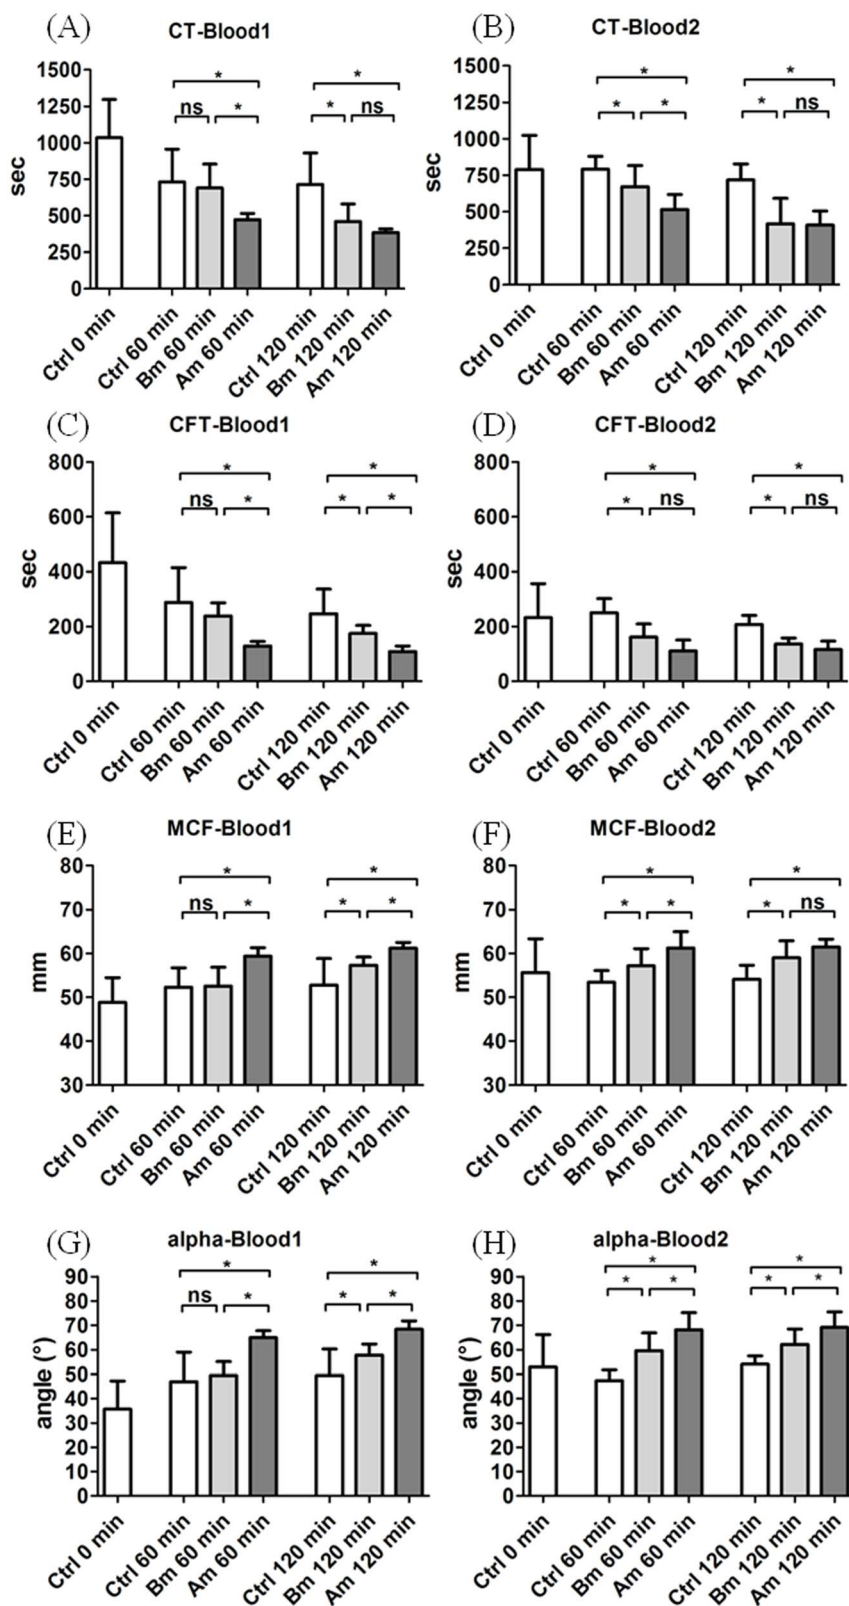 (A)
CT-Blood1
1500
1250
1000
750
500
250
0
sec
*
ns
*
*
*
ns
Ctrl 0 min
Ctrl 60 min
Bm 60 min
Am 60 min
Ctrl 120 min
Bm 120 min
Am 120 min
(B)
CT-Blood2
1500
1250
1000
750
500
250
0
sec
*
*
*
*
*
ns
Ctrl 0 min
Ctrl 60 min
Bm 60 min
Am 60 min
Ctrl 120 min
Bm 120 min
Am 120 min
(C)
CFT-Blood1
800
600
400
200
0
sec
*
ns
*
*
*
*
Ctrl 0 min
Ctrl 60 min
Bm 60 min
Am 60 min
Ctrl 120 min
Bm 120 min
Am 120 min
(D)
CFT-Blood2
800
600
400
200
0
sec
*
*
ns
*
*
ns
Ctrl 0 min
Ctrl 60 min
Bm 60 min
Am 60 min
Ctrl 120 min
Bm 120 min
Am 120 min
(E)
MCF-Blood1
80
70
60
50
40
30
mm
*
ns
*
*
*
*
Ctrl 0 min
Ctrl 60 min
Bm 60 min
Am 60 min
Ctrl 120 min
Bm 120 min
Am 120 min
(F)
MCF-Blood2
80
70
60
50
40
30
mm
*
*
*
*
*
ns
Ctrl 0 min
Ctrl 60 min
Bm 60 min
Am 60 min
Ctrl 120 min
Bm 120 min
Am 120 min
(G)
alpha-Blood1
90
80
70
60
50
40
30
20
10
0
angle (°)
*
ns
*
*
*
*
Ctrl 0 min
Ctrl 60 min
Bm 60 min
Am 60 min
Ctrl 120 min
Bm 120 min
Am 120 min
(H)
alpha-Blood2
90
80
70
60
50
40
30
20
10
0
angle (°)
*
*
*
*
*
*
Ctrl 0 min
Ctrl 60 min
Bm 60 min
Am 60 min
Ctrl 120 min
Bm 120 min
Am 120 min